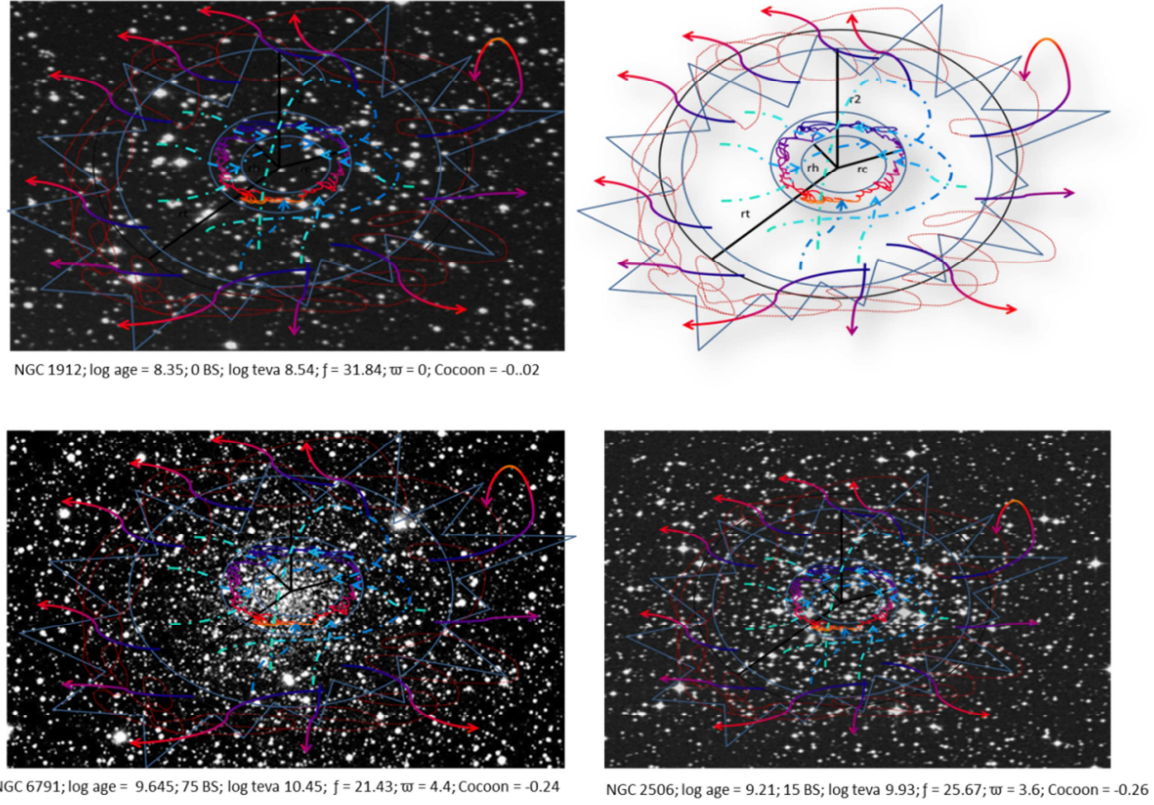 r2
rh
rc
rt
rt
NGC 1912; log age = 8.35; 0 BS; log teva 8.54; ƒ = 31.84; ϖ = 0; Cocoon = -0..02
NGC 6791; log age = 9.645; 75 BS; log teva 10.45; ƒ = 21.43; ϖ = 4.4; Cocoon = -0.24
NGC 2506; log age = 9.21; 15 BS; log teva 9.93; ƒ = 25.67; ϖ = 3.6; Cocoon = -0.26